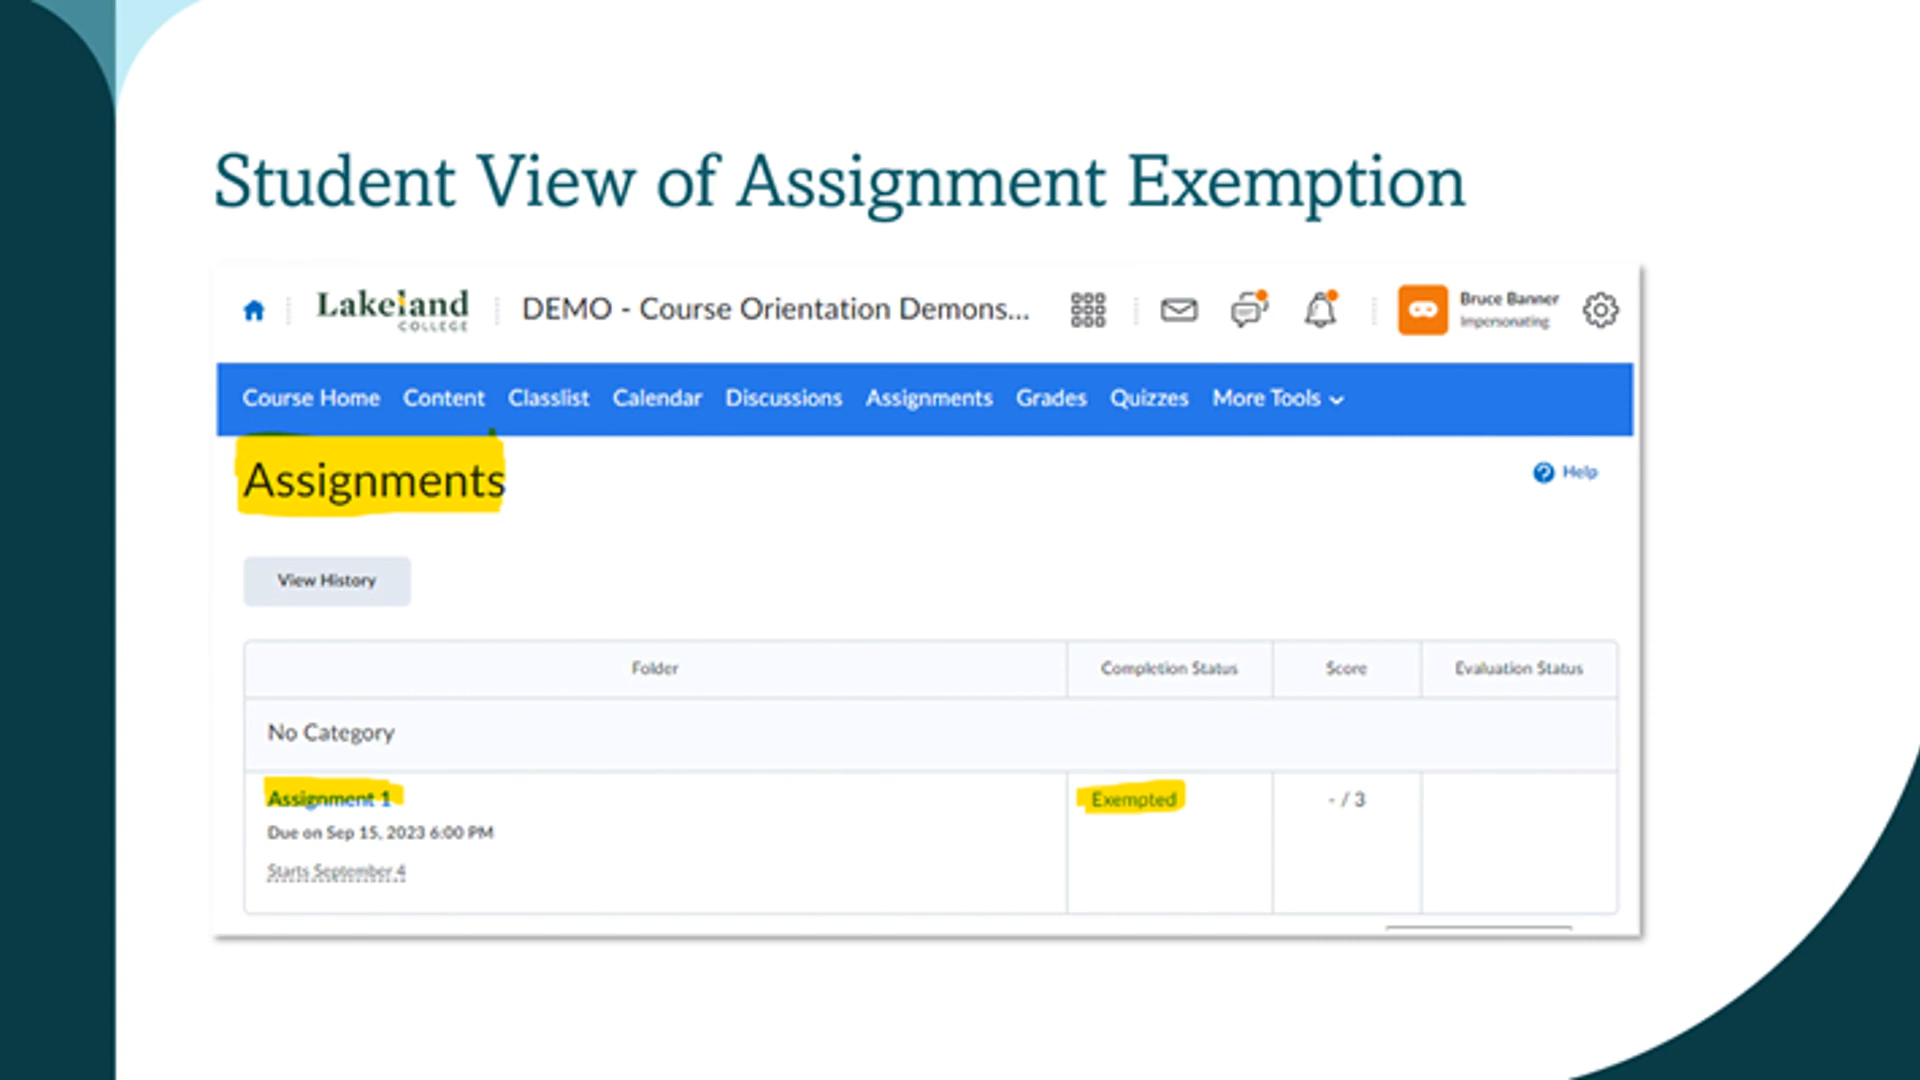 Student View of Assignment Exemption
Lakeland
COLLEGE
DEMO - Course Orientation Demons...
Bruce Banner
Impersonating
Course Home Content Classlist Calendar Discussions Assignments Grades Quizzes More Tools
Assignments
Help
View History
Folder Completion Status Score Evaluation Status
No Category
Assignment 1 Exempted - / 3
Due on Sep 15, 2023 6:00 PM
Starts September 4